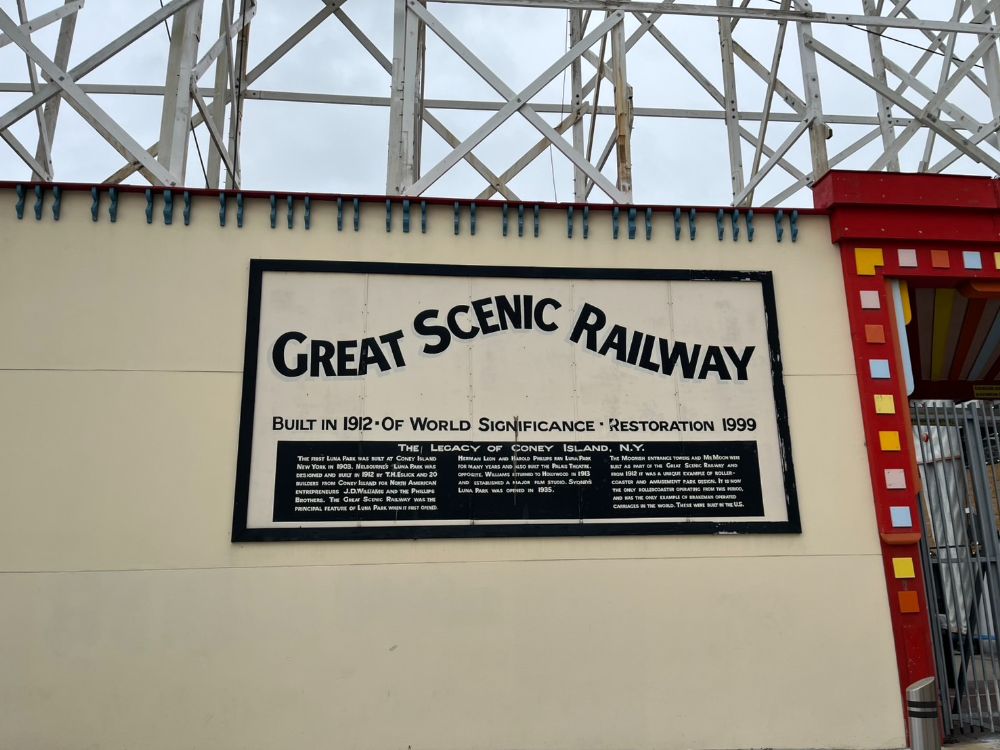 GREAT SCENIC RAILWAY
BUILT IN 1912 · OF WORLD SIGNIFICANCE · RESTORATION 1999
THE LEGACY OF CONEY ISLAND, N.Y.
THE FIRST LUNA PARK WAS BUILT AT CONEY ISLAND
NEW YORK IN 1903. MELBOURNE'S LUNA PARK WAS
DESIGNED AND BUILT IN 1912 BY T.H. ESLICK AND 20
BUILDERS FROM CONEY ISLAND FOR NORTH AMERICAN
ENTREPRENEURS J.D. WILLIAMS AND THE PHILLIPS
BROTHERS. THE GREAT SCENIC RAILWAY WAS THE
PRINCIPAL FEATURE OF LUNA PARK WHEN IT FIRST OPENED.
HERMAN LEON AND HAROLD PHILLIPS RAN LUNA PARK
FOR MANY YEARS AND ALSO BUILT THE PALAIS THEATRE,
OPPOSITE. WILLIAMS RETURNED TO HOLLYWOOD IN 1913
AND ESTABLISHED A MAJOR FILM STUDIO. SYDNEY'S
LUNA PARK WAS OPENED IN 1935.
THE MOORISH ENTRANCE TOWERS AND MR MOON WERE
BUILT AS PART OF THE GREAT SCENIC RAILWAY AND
FROM 1912 IT WAS A UNIQUE EXAMPLE OF ROLLER-
COASTER AND AMUSEMENT PARK DESIGN. IT IS NOW
THE ONLY ROLLERCOASTER OPERATING FROM THIS PERIOD,
AND HAS THE ONLY EXAMPLE OF BRAKEMAN OPERATED
CARRIAGES IN THE WORLD. THESE WERE BUILT IN THE U.S.